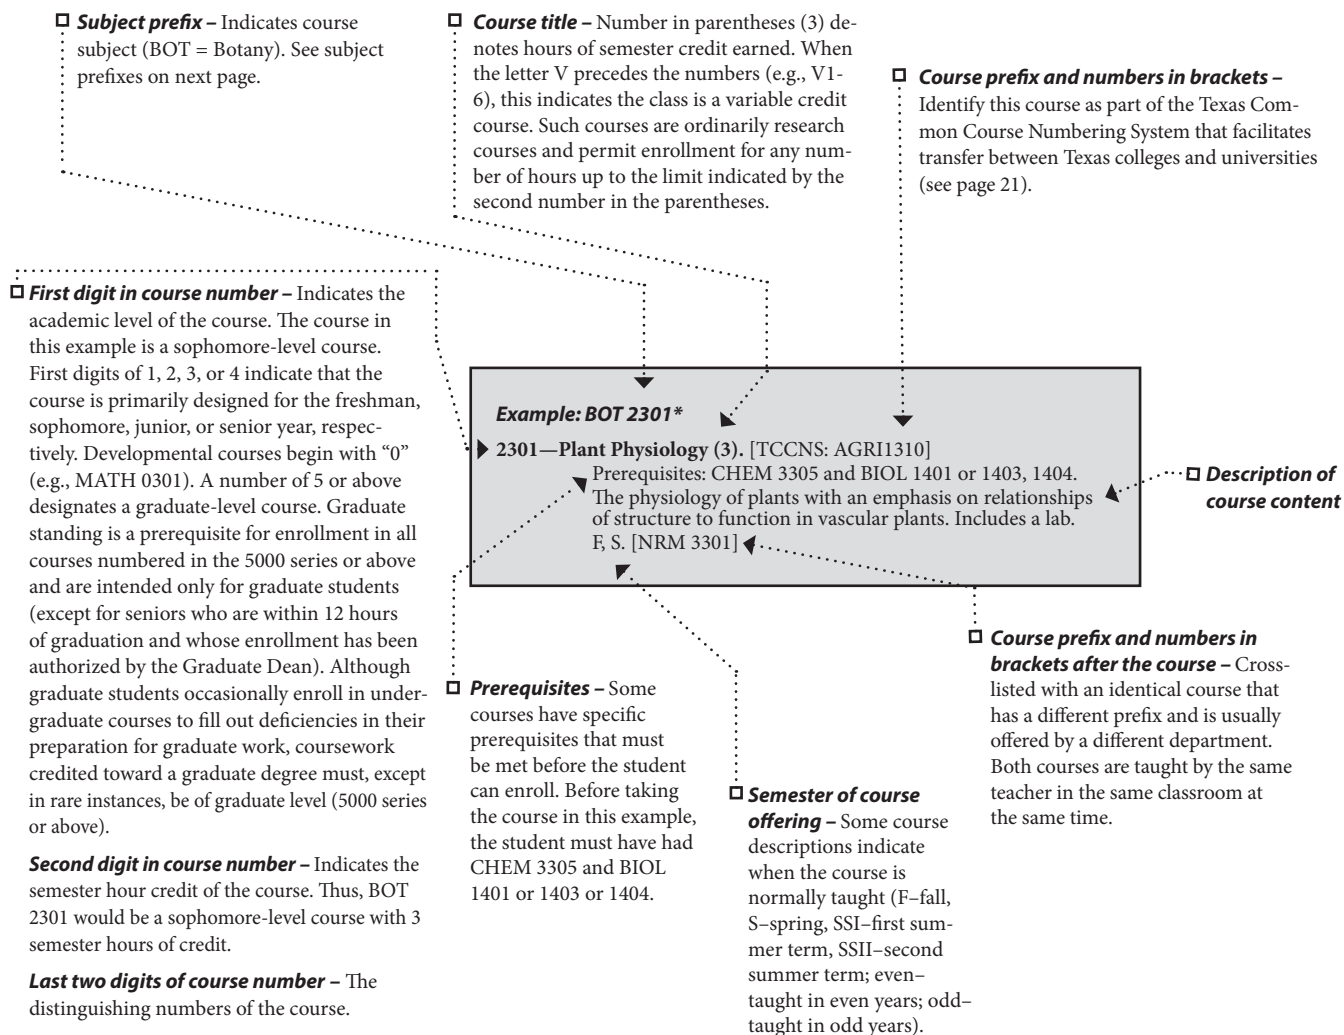 Subject prefix – Indicates course
subject (BOT = Botany). See subject
prefixes on next page.
Course title – Number in parentheses (3) de-
notes hours of semester credit earned. When
the letter V precedes the numbers (e.g., V1-
6), this indicates the class is a variable credit
course. Such courses are ordinarily research
courses and permit enrollment for any num-
ber of hours up to the limit indicated by the
second number in the parentheses.
Course prefix and numbers in brackets –
Identify this course as part of the Texas Com-
mon Course Numbering System that facilitates
transfer between Texas colleges and universities
(see page 21).
First digit in course number – Indicates the
academic level of the course. The course in
this example is a sophomore-level course.
First digits of 1, 2, 3, or 4 indicate that the
course is primarily designed for the freshman,
sophomore, junior, or senior year, respec-
tively. Developmental courses begin with “0”
(e.g., MATH 0301). A number of 5 or above
designates a graduate-level course. Graduate
standing is a prerequisite for enrollment in all
courses numbered in the 5000 series or above
and are intended only for graduate students
(except for seniors who are within 12 hours
of graduation and whose enrollment has been
authorized by the Graduate Dean). Although
graduate students occasionally enroll in under-
graduate courses to fill out deficiencies in their
preparation for graduate work, coursework
credited toward a graduate degree must, except
in rare instances, be of graduate level (5000 series
or above).
Second digit in course number – Indicates the
semester hour credit of the course. Thus, BOT
2301 would be a sophomore-level course with 3
semester hours of credit.
Last two digits of course number – The
distinguishing numbers of the course.
Example: BOT 2301*
2301—Plant Physiology (3). [TCCNS: AGRI1310]
Prerequisites: CHEM 3305 and BIOL 1401 or 1403, 1404.
The physiology of plants with an emphasis on relationships
of structure to function in vascular plants. Includes a lab.
F, S. [NRM 3301]
Description of
course content
Prerequisites – Some
courses have specific
prerequisites that must
be met before the student
can enroll. Before taking
the course in this example,
the student must have had
CHEM 3305 and BIOL
1401 or 1403 or 1404.
Semester of course
offering – Some course
descriptions indicate
when the course is
normally taught (F–fall,
S–spring, SSI–first sum-
mer term, SSII–second
summer term; even–
taught in even years; odd–
taught in odd years).
Course prefix and numbers in
brackets after the course – Cross-
listed with an identical course that
has a different prefix and is usually
offered by a different department.
Both courses are taught by the same
teacher in the same classroom at
the same time.